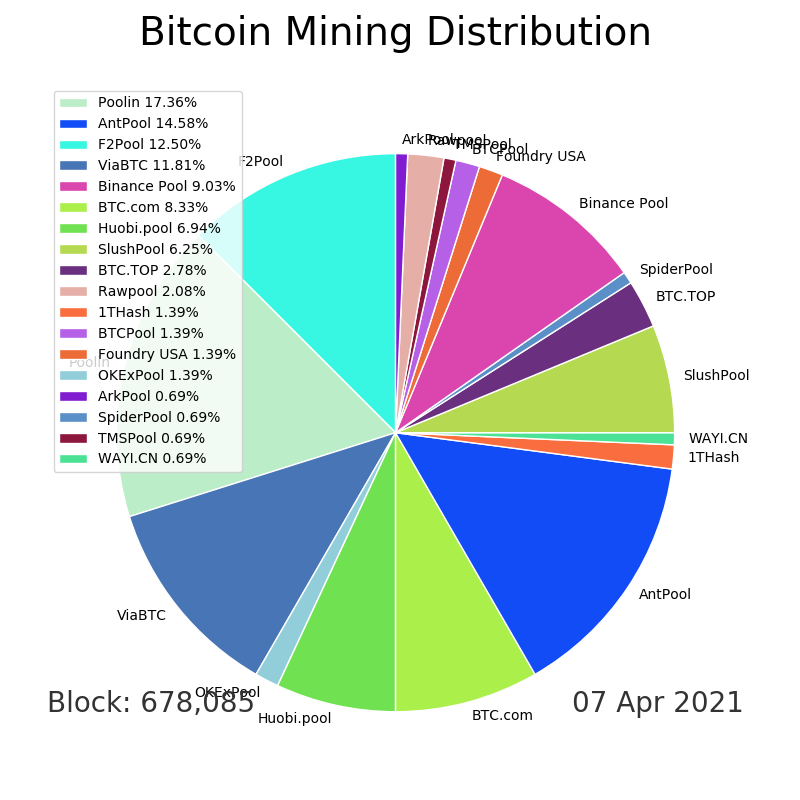 Bitcoin Mining Distribution
Poolin 17.36%
AntPool 14.58%
F2Pool 12.50%
ViaBTC 11.81%
Binance Pool 9.03%
BTC.com 8.33%
Huobi.pool 6.94%
SlushPool 6.25%
BTC.TOP 2.78%
Rawpool 2.08%
1THash 1.39%
BTCPool 1.39%
Foundry USA 1.39%
OKExPool 1.39%
ArkPool 0.69%
SpiderPool 0.69%
TMSPool 0.69%
WAYI.CN 0.69%
ArkPool
Rawpool
TMSPool
BTCPool
Foundry USA
Binance Pool
SpiderPool
BTC.TOP
SlushPool
WAYI.CN
1THash
AntPool
BTC.com
Huobi.pool
OKExPool
ViaBTC
Poolin
F2Pool
Block: 678,085
07 Apr 2021